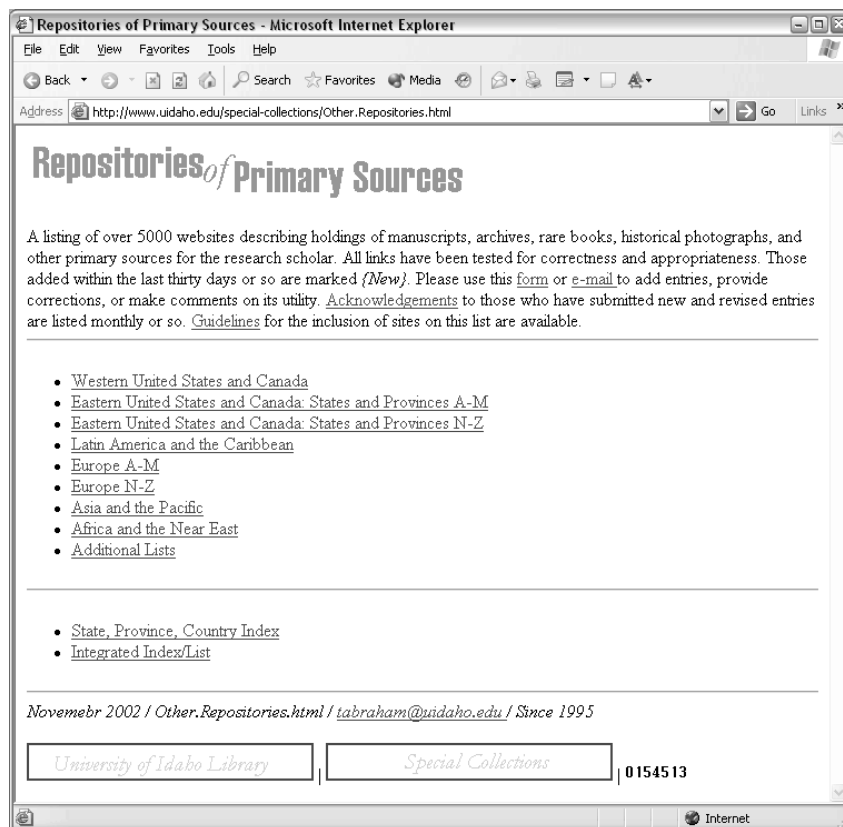 Repositories of Primary Sources - Microsoft Internet Explorer
File Edit View Favorites Tools Help
Back Search Favorites Media
Address http://www.uidaho.edu/special-collections/Other.Repositories.html Go Links »
Repositories of Primary Sources
A listing of over 5000 websites describing holdings of manuscripts, archives, rare books, historical photographs, and
other primary sources for the research scholar. All links have been tested for correctness and appropriateness. Those
added within the last thirty days or so are marked {New}. Please use this form or e-mail to add entries, provide
corrections, or make comments on its utility. Acknowledgements to those who have submitted new and revised entries
are listed monthly or so. Guidelines for the inclusion of sites on this list are available.
• Western United States and Canada
• Eastern United States and Canada: States and Provinces A-M
• Eastern United States and Canada: States and Provinces N-Z
• Latin America and the Caribbean
• Europe A-M
• Europe N-Z
• Asia and the Pacific
• Africa and the Near East
• Additional Lists
• State, Province, Country Index
• Integrated Index/List
Novemebr 2002 / Other.Repositories.html / tabraham@uidaho.edu / Since 1995
University of Idaho Library | Special Collections | 0154513
Internet